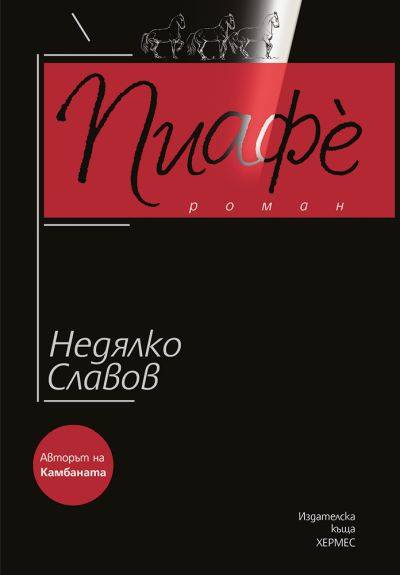 Пиафѐ
роман
Недялко
Славов
Авторът на
Камбаната
Издателска
къща
ХЕРМЕС